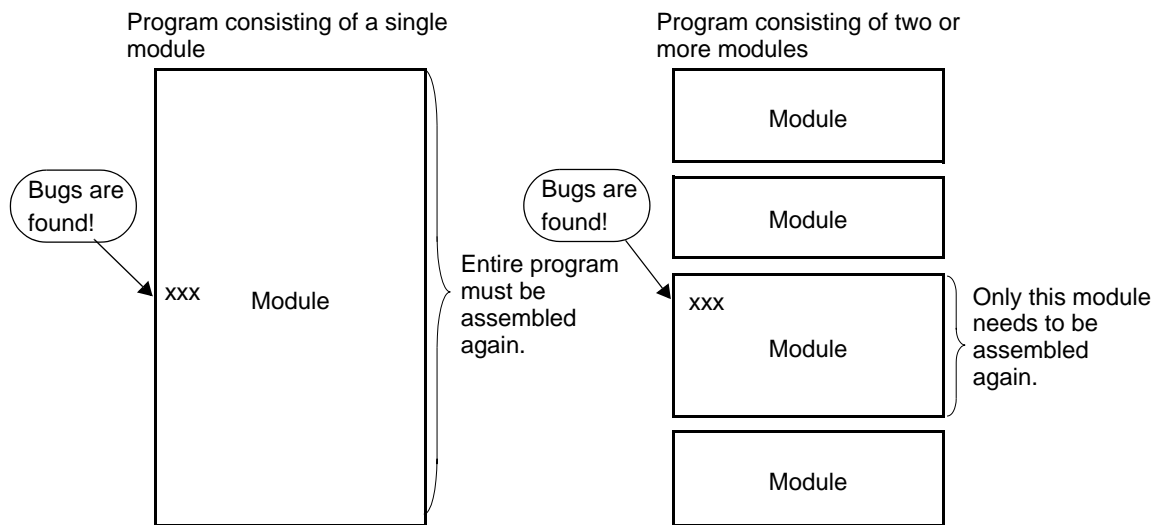 Program consisting of a single
module
Bugs are
found!
xxx
Module
Entire program
must be
assembled
again.
Program consisting of two or
more modules
Module
Module
Bugs are
found!
xxx
Module
Only this module
needs to be
assembled
again.
Module